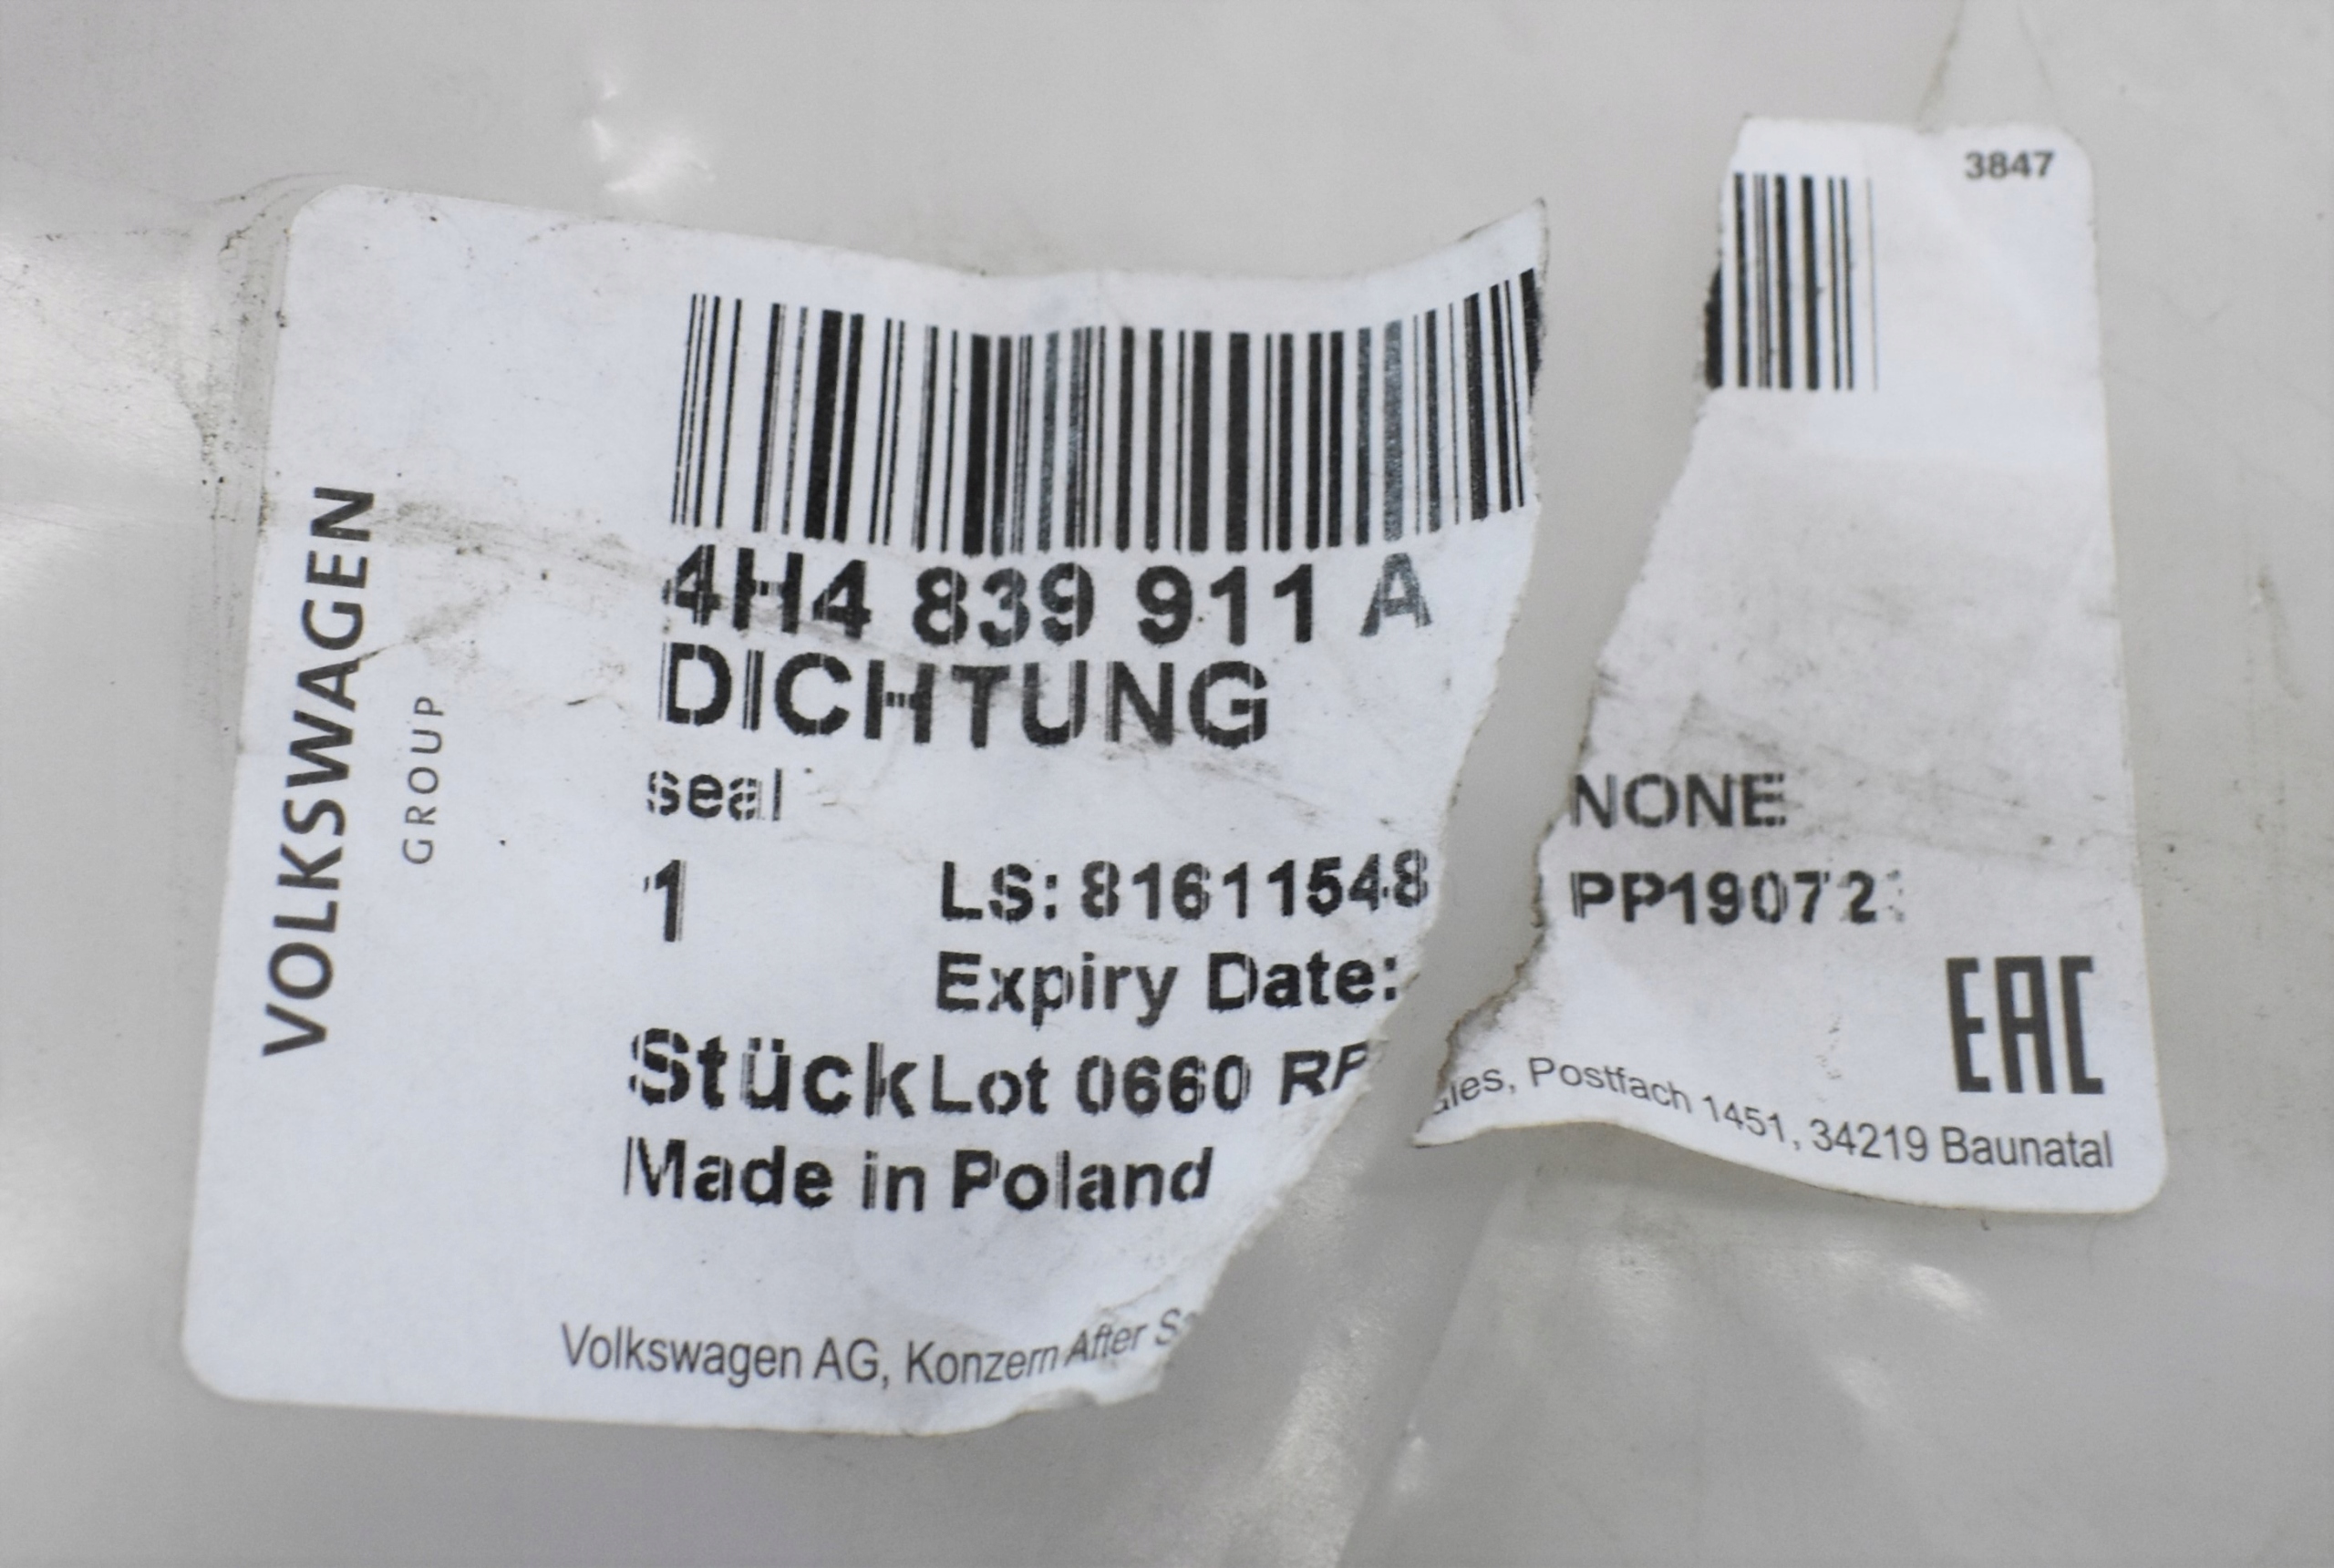 VOLKSWAGEN
GROUP
3847
4H4 839 911 A
DICHTUNG
seal
1
LS: 81611548
Expiry Date: NONE
Stück Lot 0660
Made in Poland
EAC
Volkswagen AG, Konzern After Sales, Postfach 1451, 34219 Baunatal